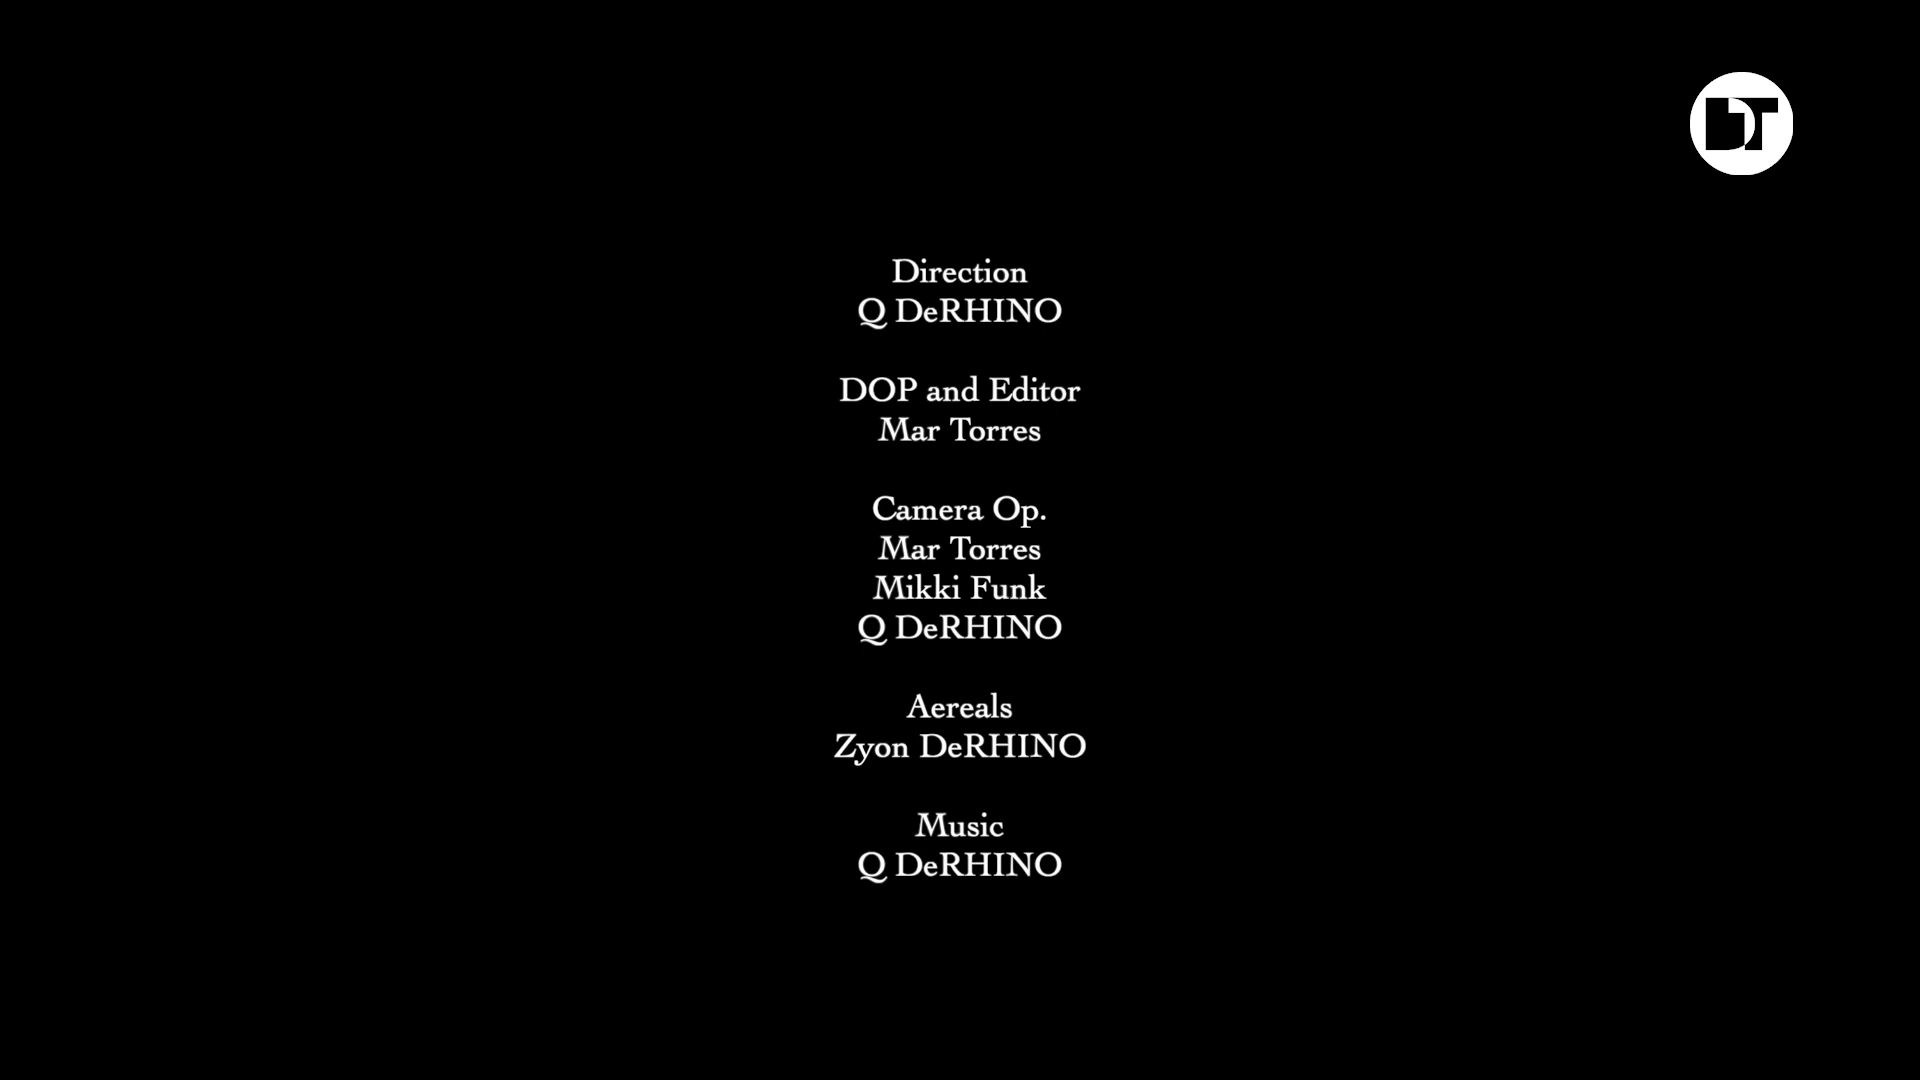 DT
Direction
Q DeRHINO
DOP and Editor
Mar Torres
Camera Op.
Mar Torres
Mikki Funk
Q DeRHINO
Aereals
Zyon DeRHINO
Music
Q DeRHINO